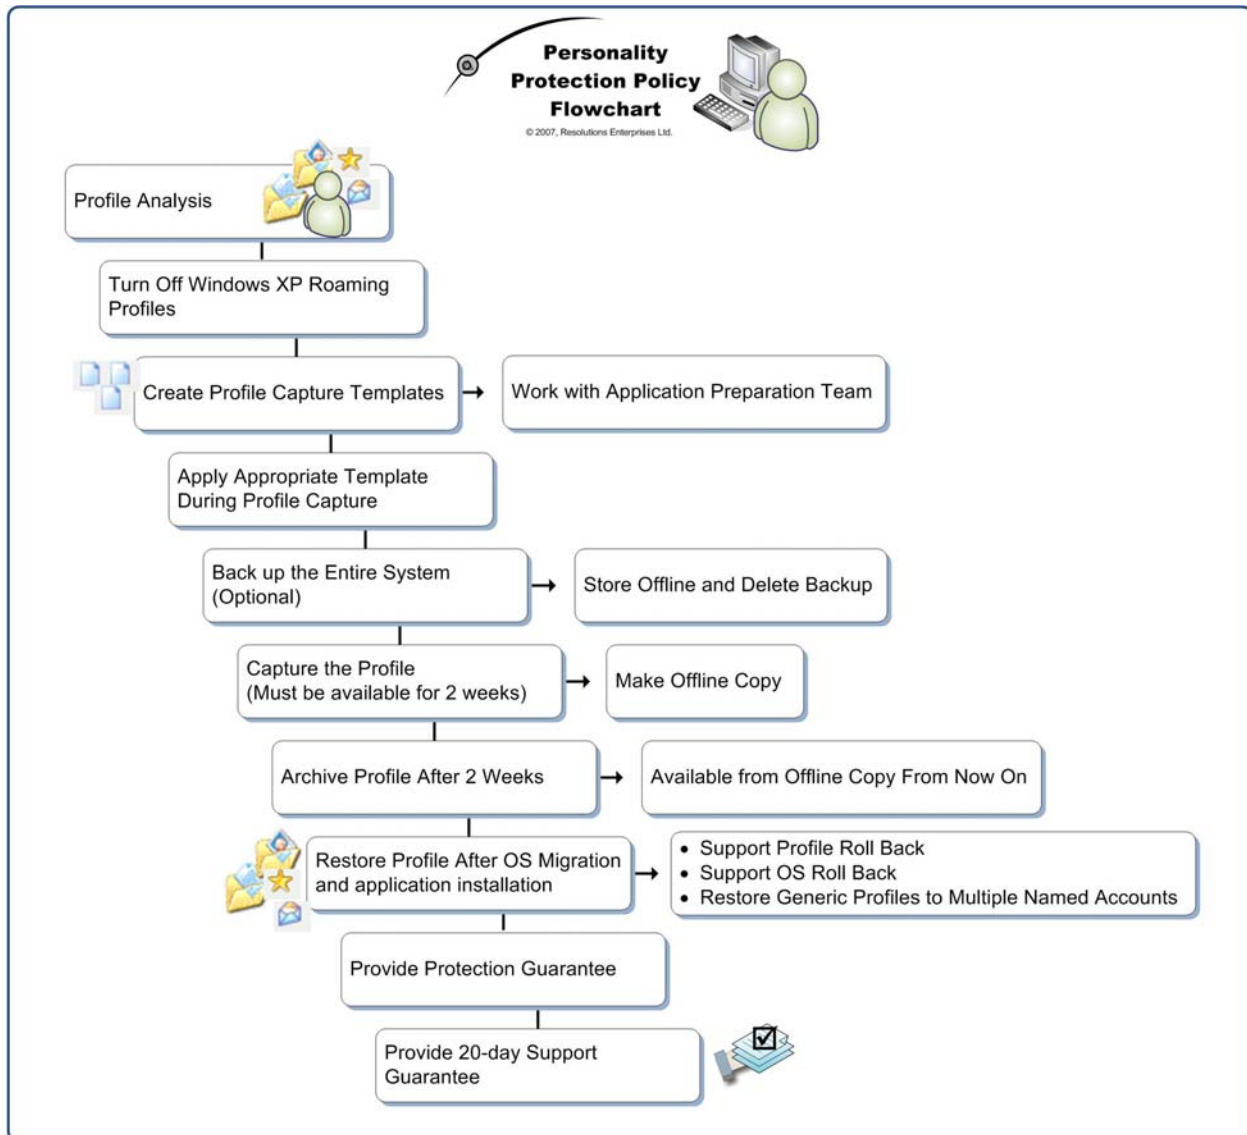 Personality
Protection Policy
Flowchart
© 2007, Resolutions Enterprises Ltd.
Profile Analysis
Turn Off Windows XP Roaming
Profiles
Create Profile Capture Templates
Work with Application Preparation Team
Apply Appropriate Template
During Profile Capture
Back up the Entire System
(Optional)
Store Offline and Delete Backup
Capture the Profile
(Must be available for 2 weeks)
Make Offline Copy
Archive Profile After 2 Weeks
Available from Offline Copy From Now On
Restore Profile After OS Migration
and application installation
• Support Profile Roll Back
• Support OS Roll Back
• Restore Generic Profiles to Multiple Named Accounts
Provide Protection Guarantee
Provide 20-day Support
Guarantee